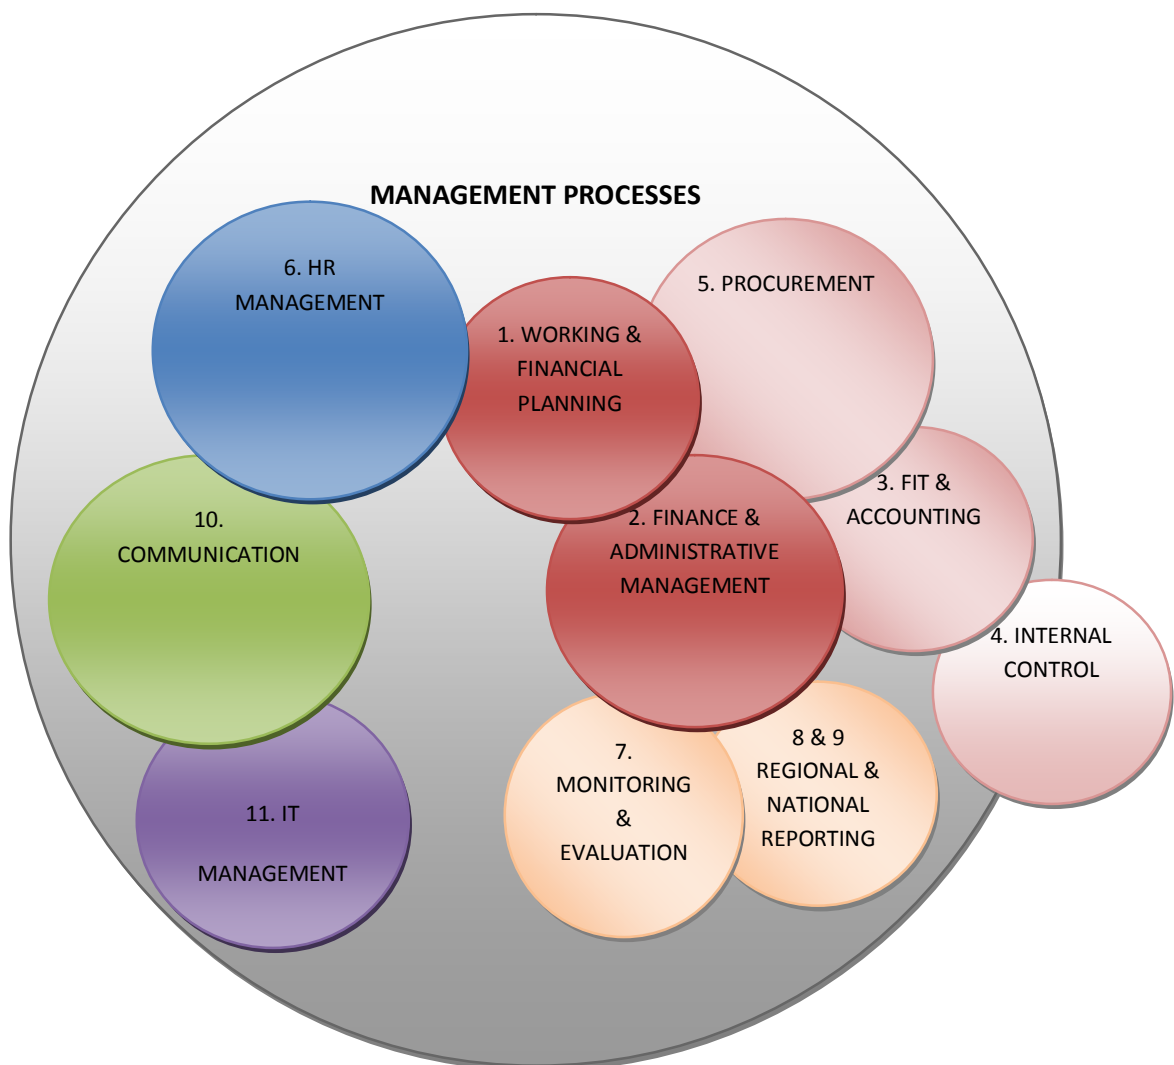 MANAGEMENT PROCESSES
6. HR
MANAGEMENT
1. WORKING &
FINANCIAL
PLANNING
5. PROCUREMENT
10.
COMMUNICATION
2. FINANCE &
ADMINISTRATIVE
MANAGEMENT
3. FIT &
ACCOUNTING
4. INTERNAL
CONTROL
11. IT
MANAGEMENT
7.
MONITORING
&
EVALUATION
8 & 9
REGIONAL &
NATIONAL
REPORTING